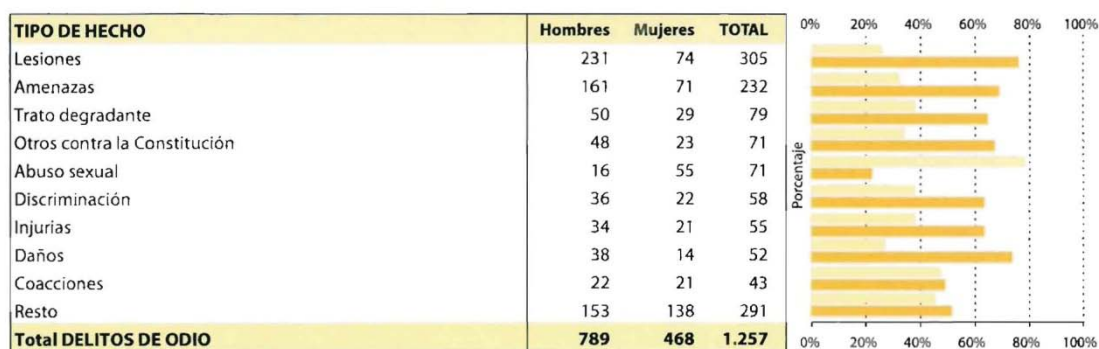 TIPO DE HECHO Hombres Mujeres TOTAL
Lesiones 231 74 305
Amenazas 161 71 232
Trato degradante 50 29 79
Otros contra la Constitución 48 23 71
Abuso sexual 16 55 71
Discriminación 36 22 58
Injurias 34 21 55
Daños 38 14 52
Coacciones 22 21 43
Resto 153 138 291
Total DELITOS DE ODIO 789 468 1.257
0% 20% 40% 60% 80% 100%
Porcentaje
0% 20% 40% 60% 80% 100%